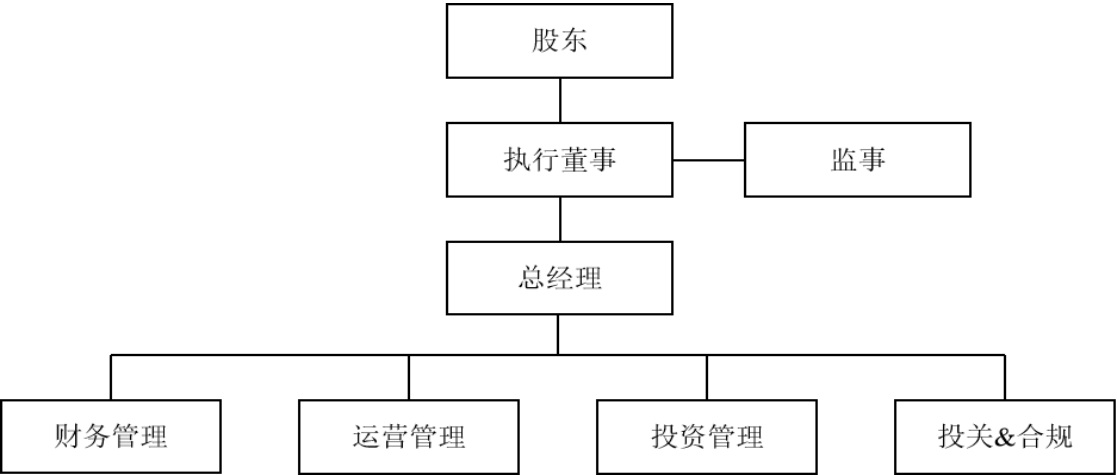 股东
执行董事
监事
总经理
财务管理
运营管理
投资管理
投关&合规